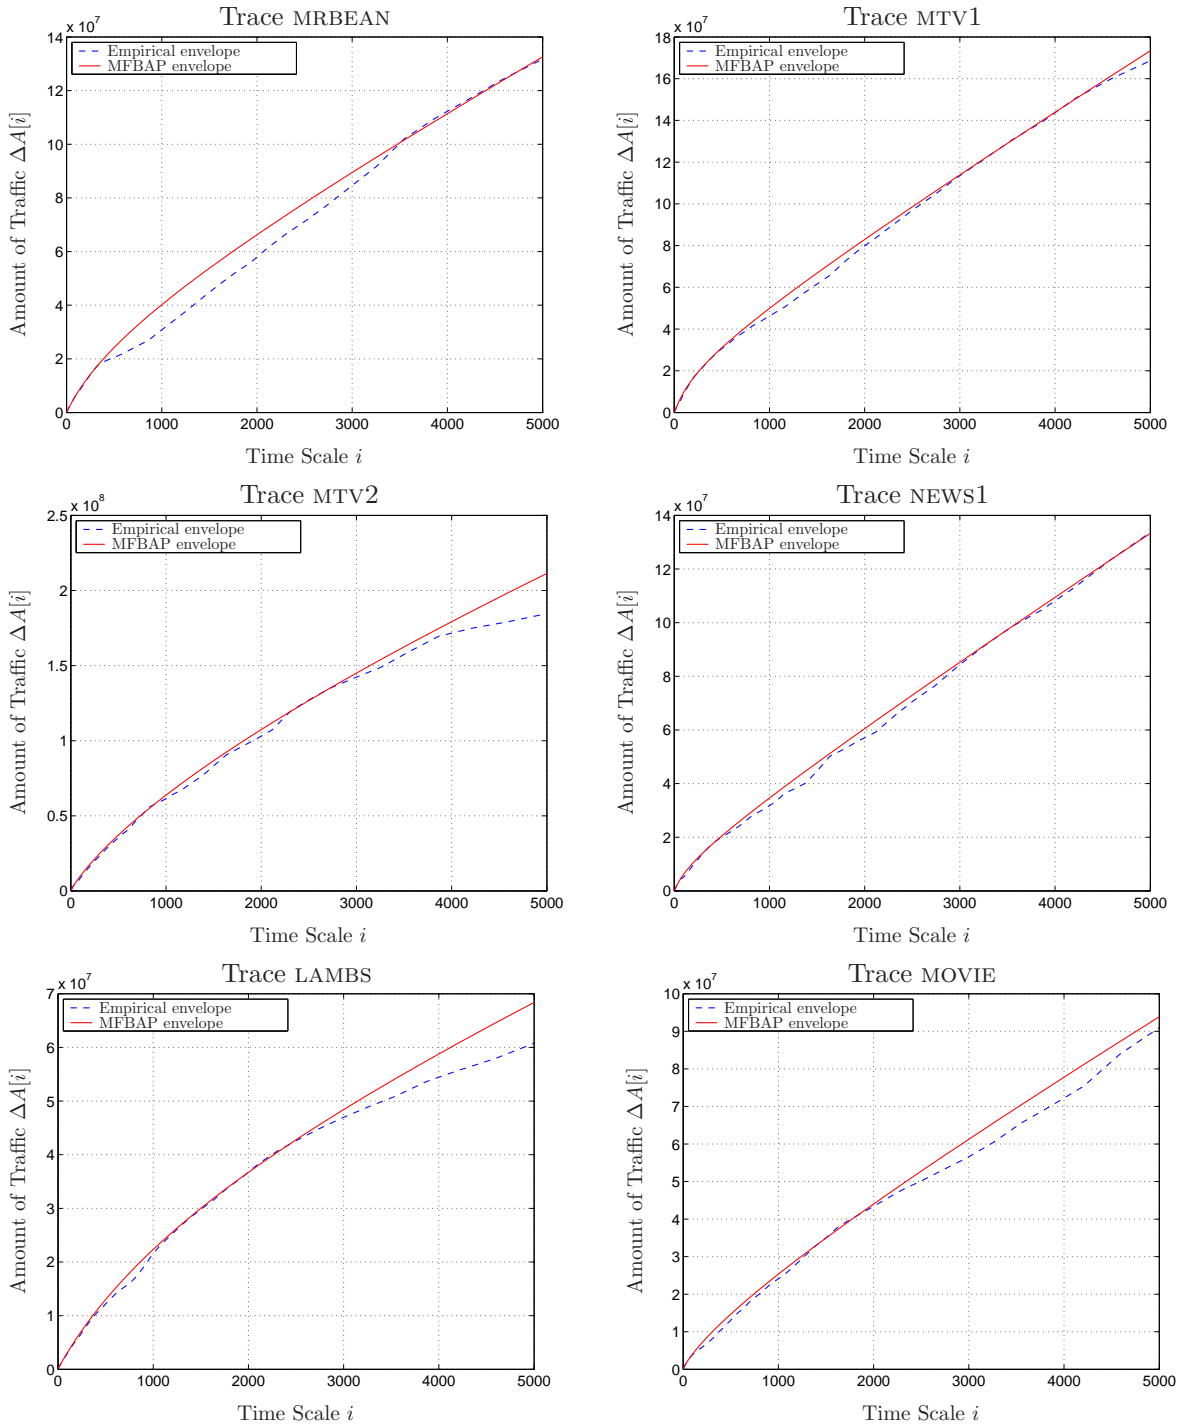 Trace MRBEAN
x 10^7
Empirical envelope
MFBAP envelope
14
12
10
8
6
4
2
0
Amount of Traffic ΔA[i]
0 1000 2000 3000 4000 5000
Time Scale i
Trace MTV1
x 10^7
Empirical envelope
MFBAP envelope
18
16
14
12
10
8
6
4
2
0
Amount of Traffic ΔA[i]
0 1000 2000 3000 4000 5000
Time Scale i
Trace MTV2
x 10^8
Empirical envelope
MFBAP envelope
2.5
2
1.5
1
0.5
0
Amount of Traffic ΔA[i]
0 1000 2000 3000 4000 5000
Time Scale i
Trace NEWS1
x 10^7
Empirical envelope
MFBAP envelope
14
12
10
8
6
4
2
0
Amount of Traffic ΔA[i]
0 1000 2000 3000 4000 5000
Time Scale i
Trace LAMBS
x 10^7
Empirical envelope
MFBAP envelope
7
6
5
4
3
2
1
0
Amount of Traffic ΔA[i]
0 1000 2000 3000 4000 5000
Time Scale i
Trace MOVIE
x 10^7
Empirical envelope
MFBAP envelope
10
9
8
7
6
5
4
3
2
1
0
Amount of Traffic ΔA[i]
0 1000 2000 3000 4000 5000
Time Scale i